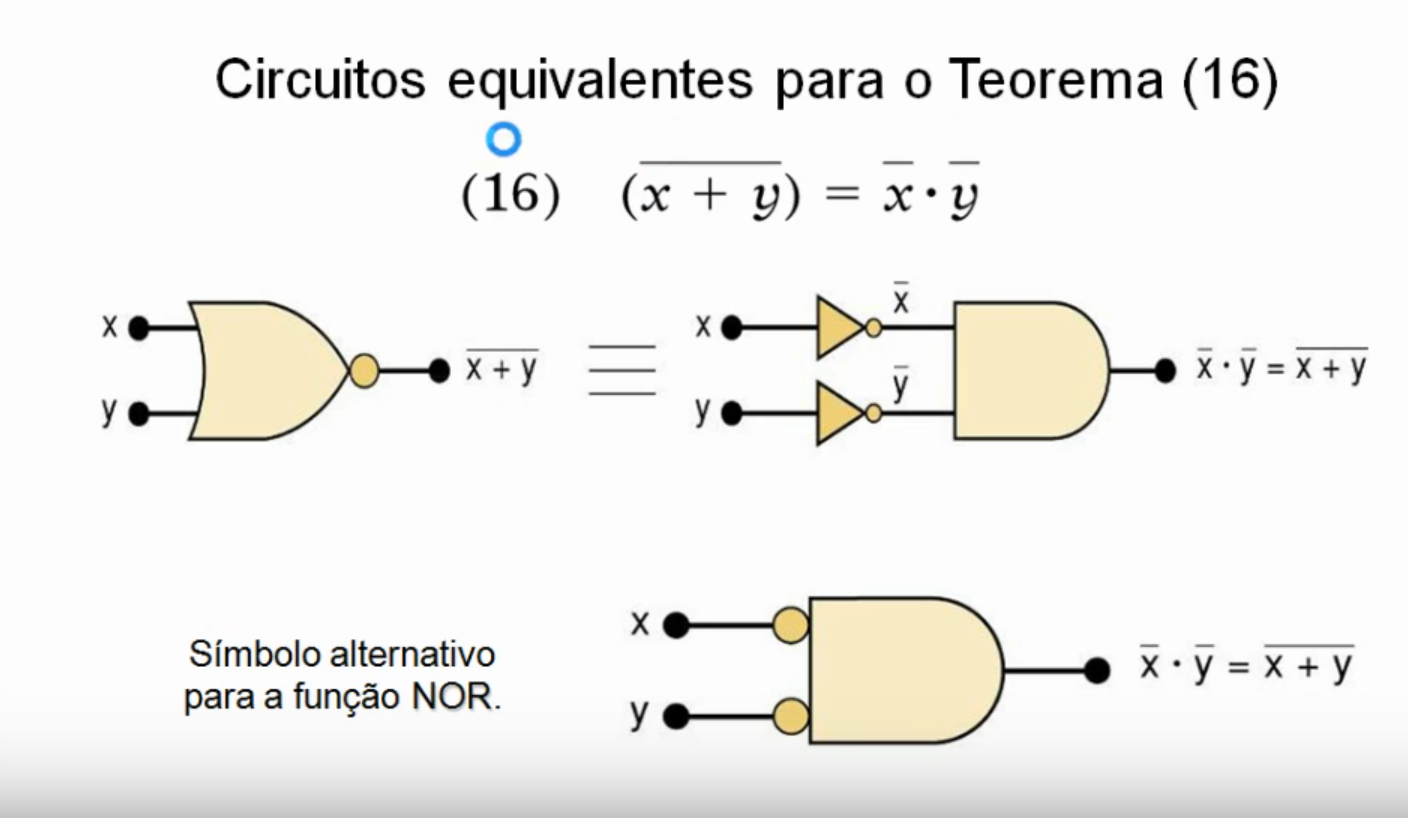 Circuitos equivalentes para o Teorema (16)
(16) (x̅ ̅+̅ ̅y̅) = x̅ · y̅
x
y
x̅ ̅+̅ ̅y̅
x
y
x̅
y̅
x̅ · y̅ = x̅ ̅+̅ ̅y̅
Símbolo alternativo
para a função NOR.
x
y
x̅ · y̅ = x̅ ̅+̅ ̅y̅